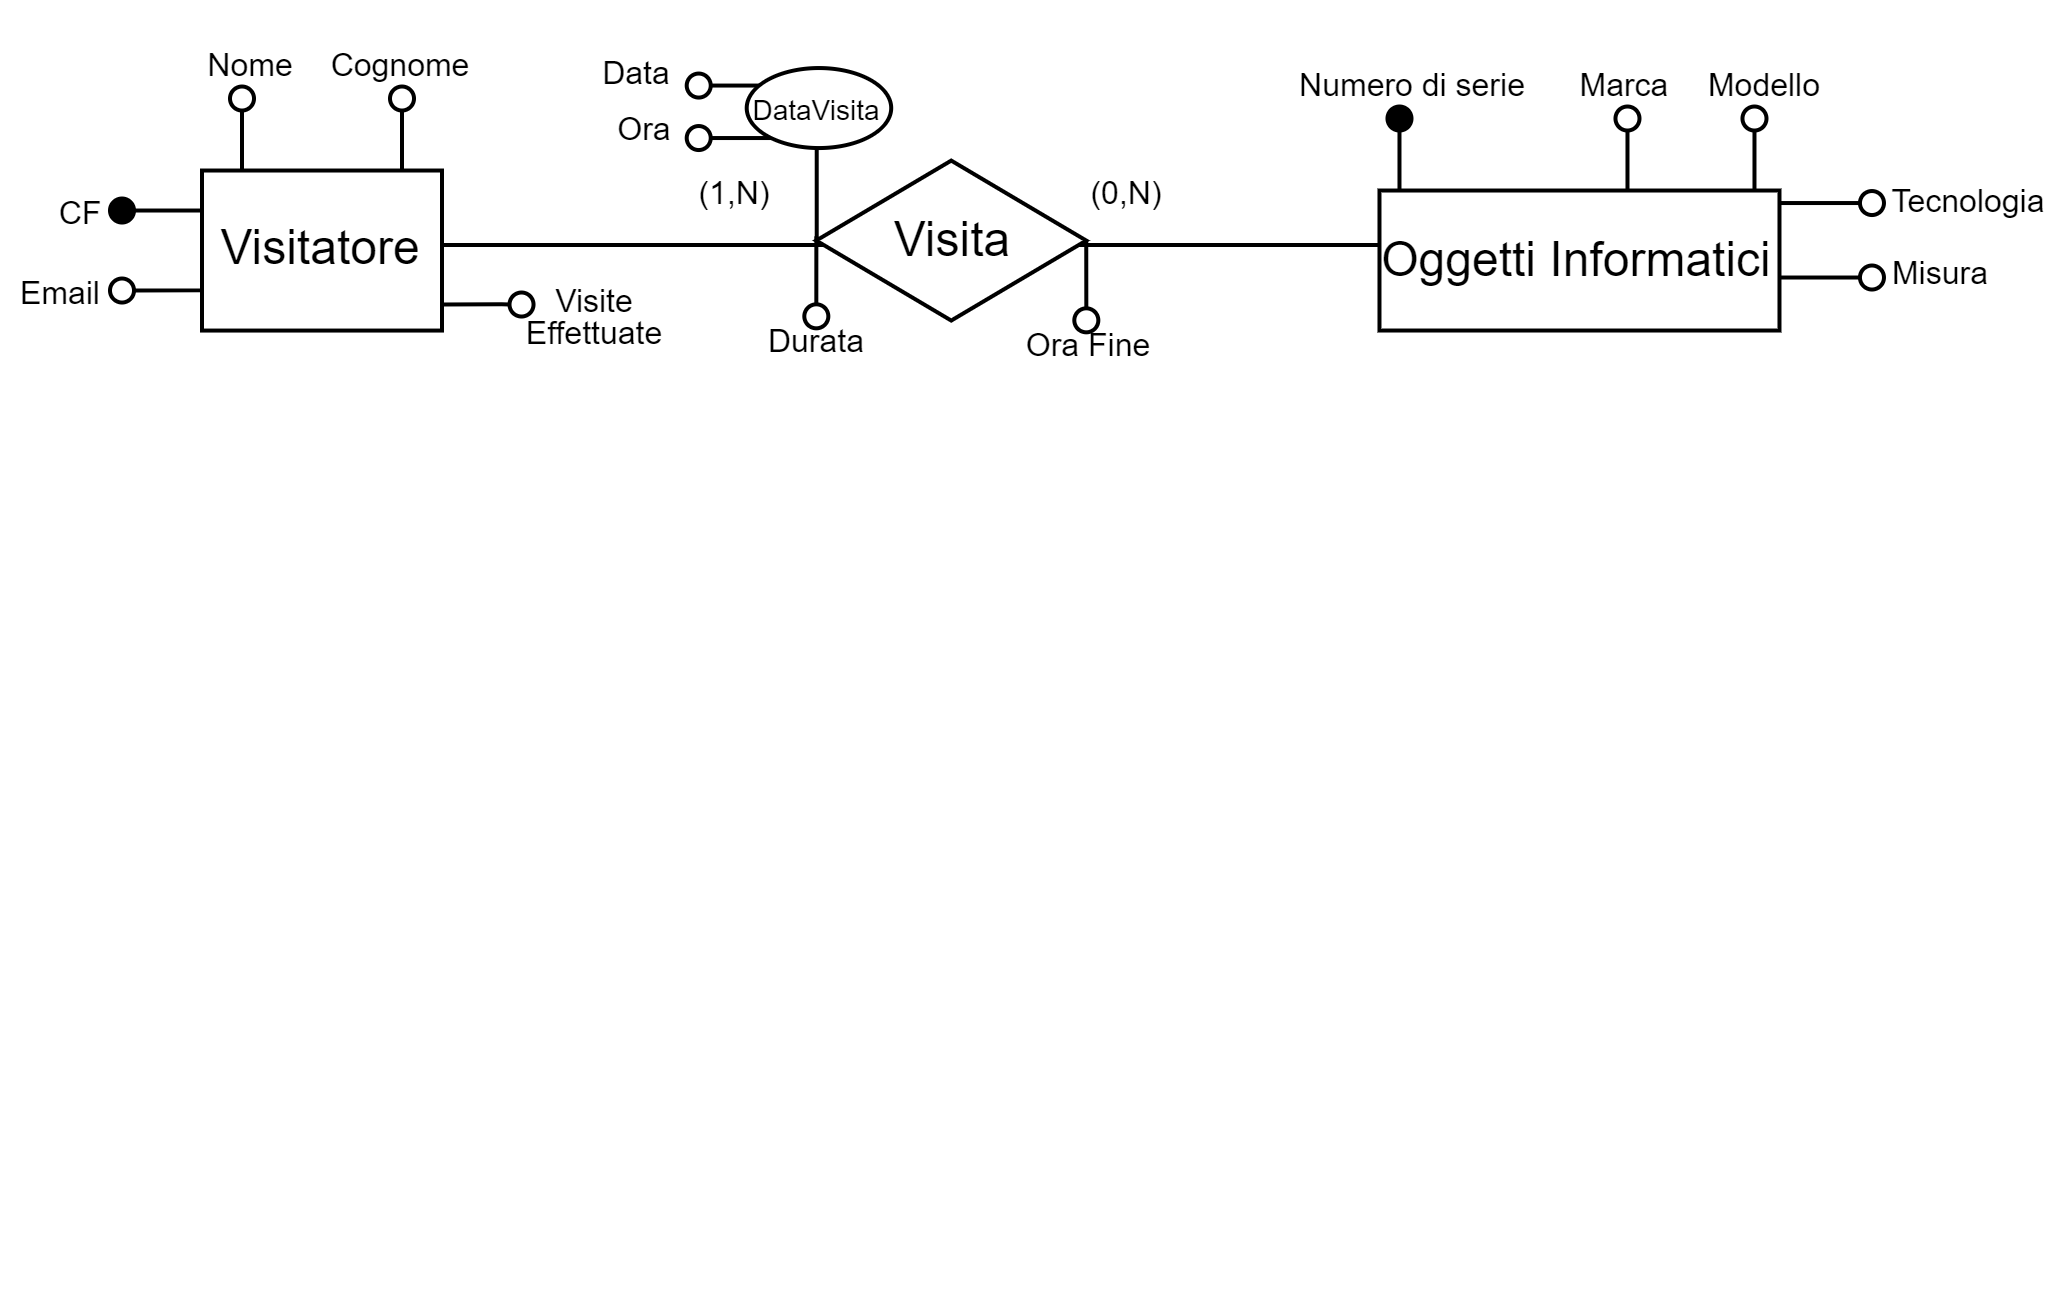 Nome
Cognome
Data
DataVisita
Ora
Numero di serie
Marca
Modello
CF
(1,N)
(0,N)
Tecnologia
Visitatore
Visita
Oggetti Informatici
Email
Visite
Effettuate
Misura
Durata
Ora Fine